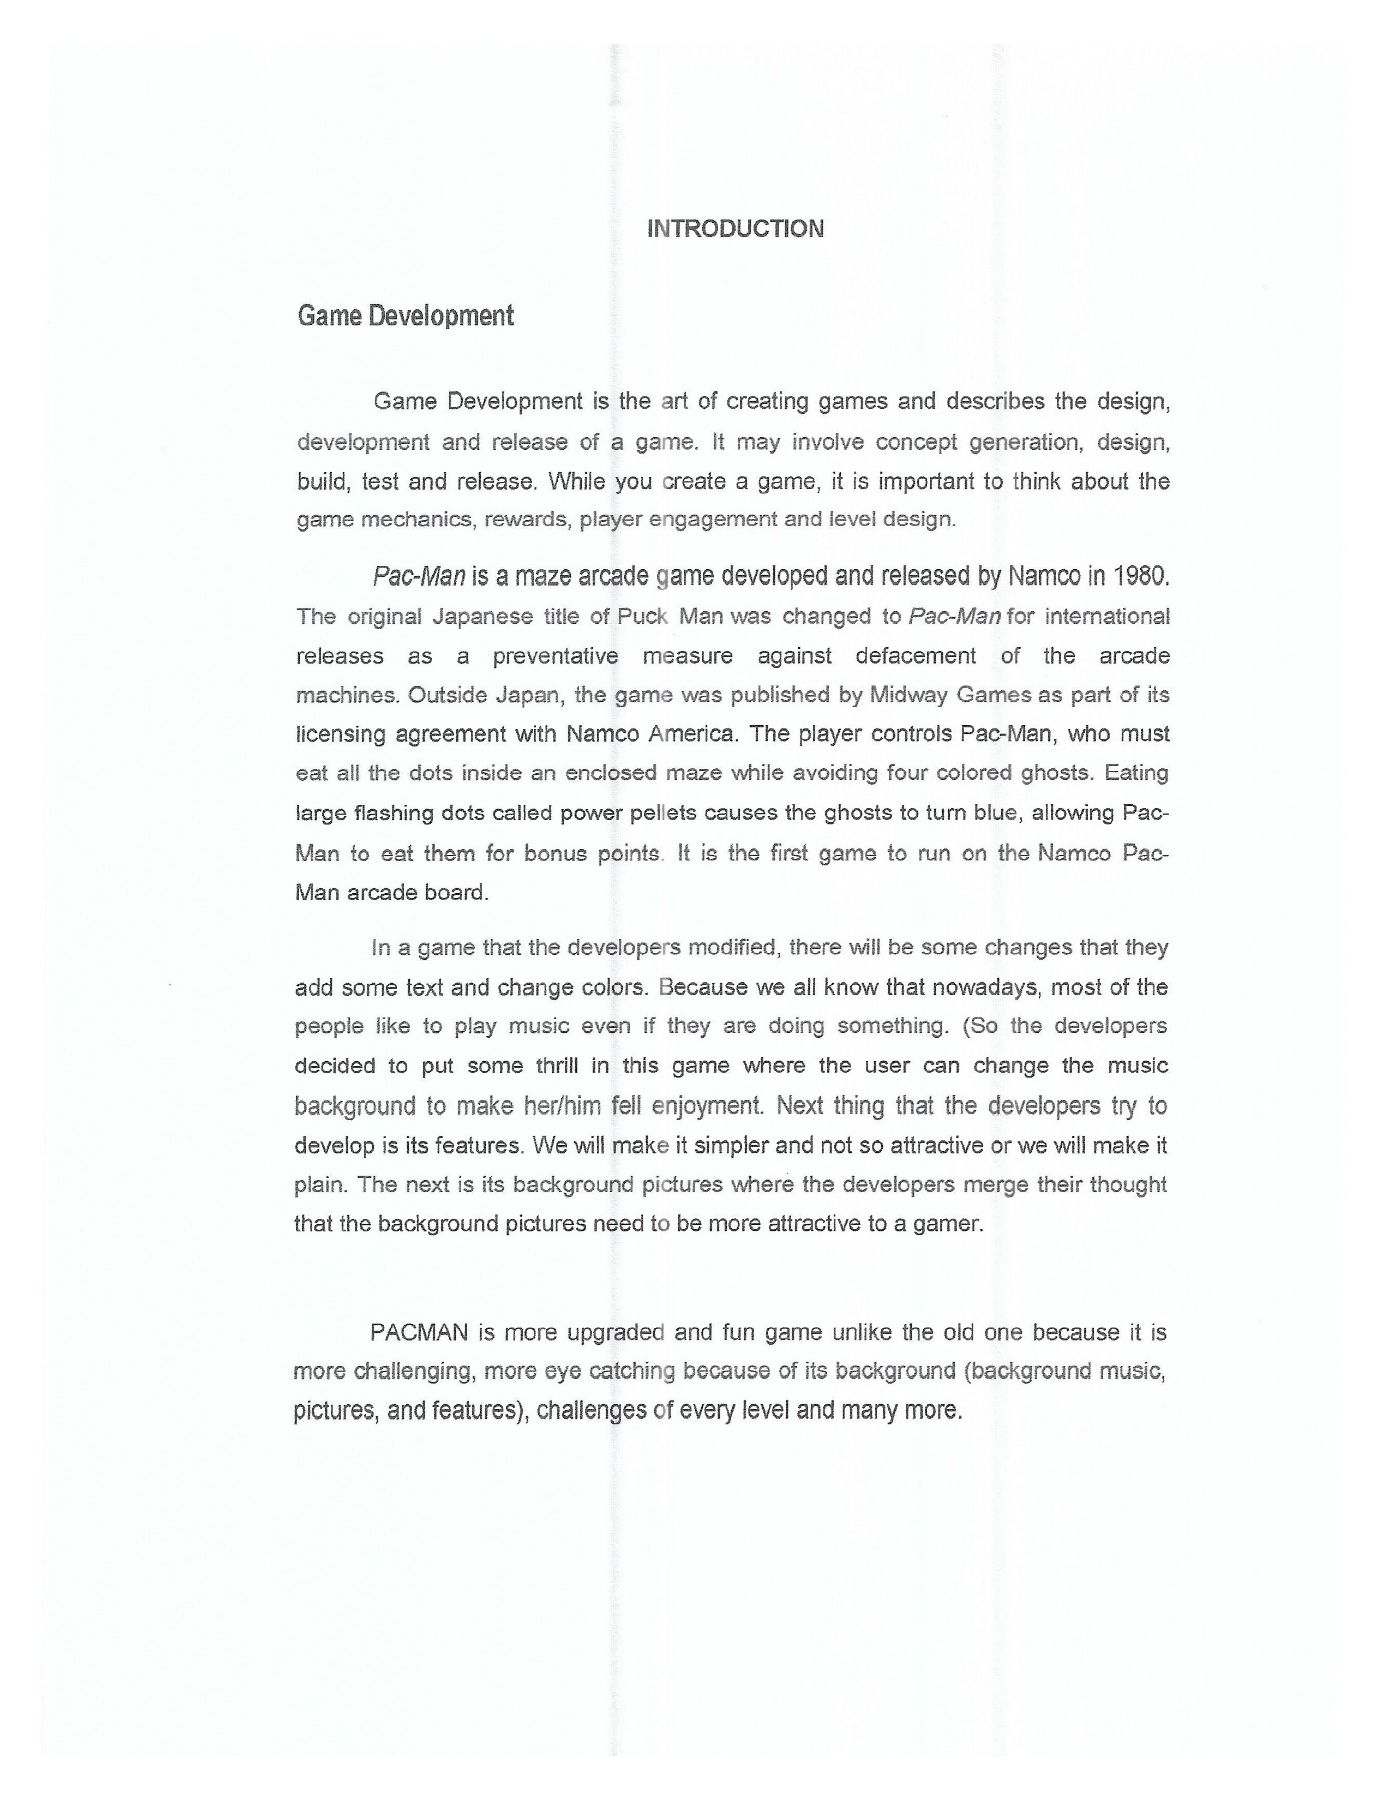 INTRODUCTION
Game Development
Game Development is the art of creating games and describes the design,
development and release of a game. It may involve concept generation, design,
build, test and release. While you create a game, it is important to think about the
game mechanics, rewards, player engagement and level design.
Pac-Man is a maze arcade game developed and released by Namco in 1980.
The original Japanese title of Puck Man was changed to Pac-Man for international
releases as a preventative measure against defacement of the arcade
machines. Outside Japan, the game was published by Midway Games as part of its
licensing agreement with Namco America. The player controls Pac-Man, who must
eat all the dots inside an enclosed maze while avoiding four colored ghosts. Eating
large flashing dots called power pellets causes the ghosts to turn blue, allowing Pac-
Man to eat them for bonus points. It is the first game to run on the Namco Pac-
Man arcade board.
In a game that the developers modified, there will be some changes that they
add some text and change colors. Because we all know that nowadays, most of the
people like to play music even if they are doing something. (So the developers
decided to put some thrill in this game where the user can change the music
background to make her/him fell enjoyment. Next thing that the developers try to
develop is its features. We will make it simpler and not so attractive or we will make it
plain. The next is its background pictures where the developers merge their thought
that the background pictures need to be more attractive to a gamer.
PACMAN is more upgraded and fun game unlike the old one because it is
more challenging, more eye catching because of its background (background music,
pictures, and features), challenges of every level and many more.